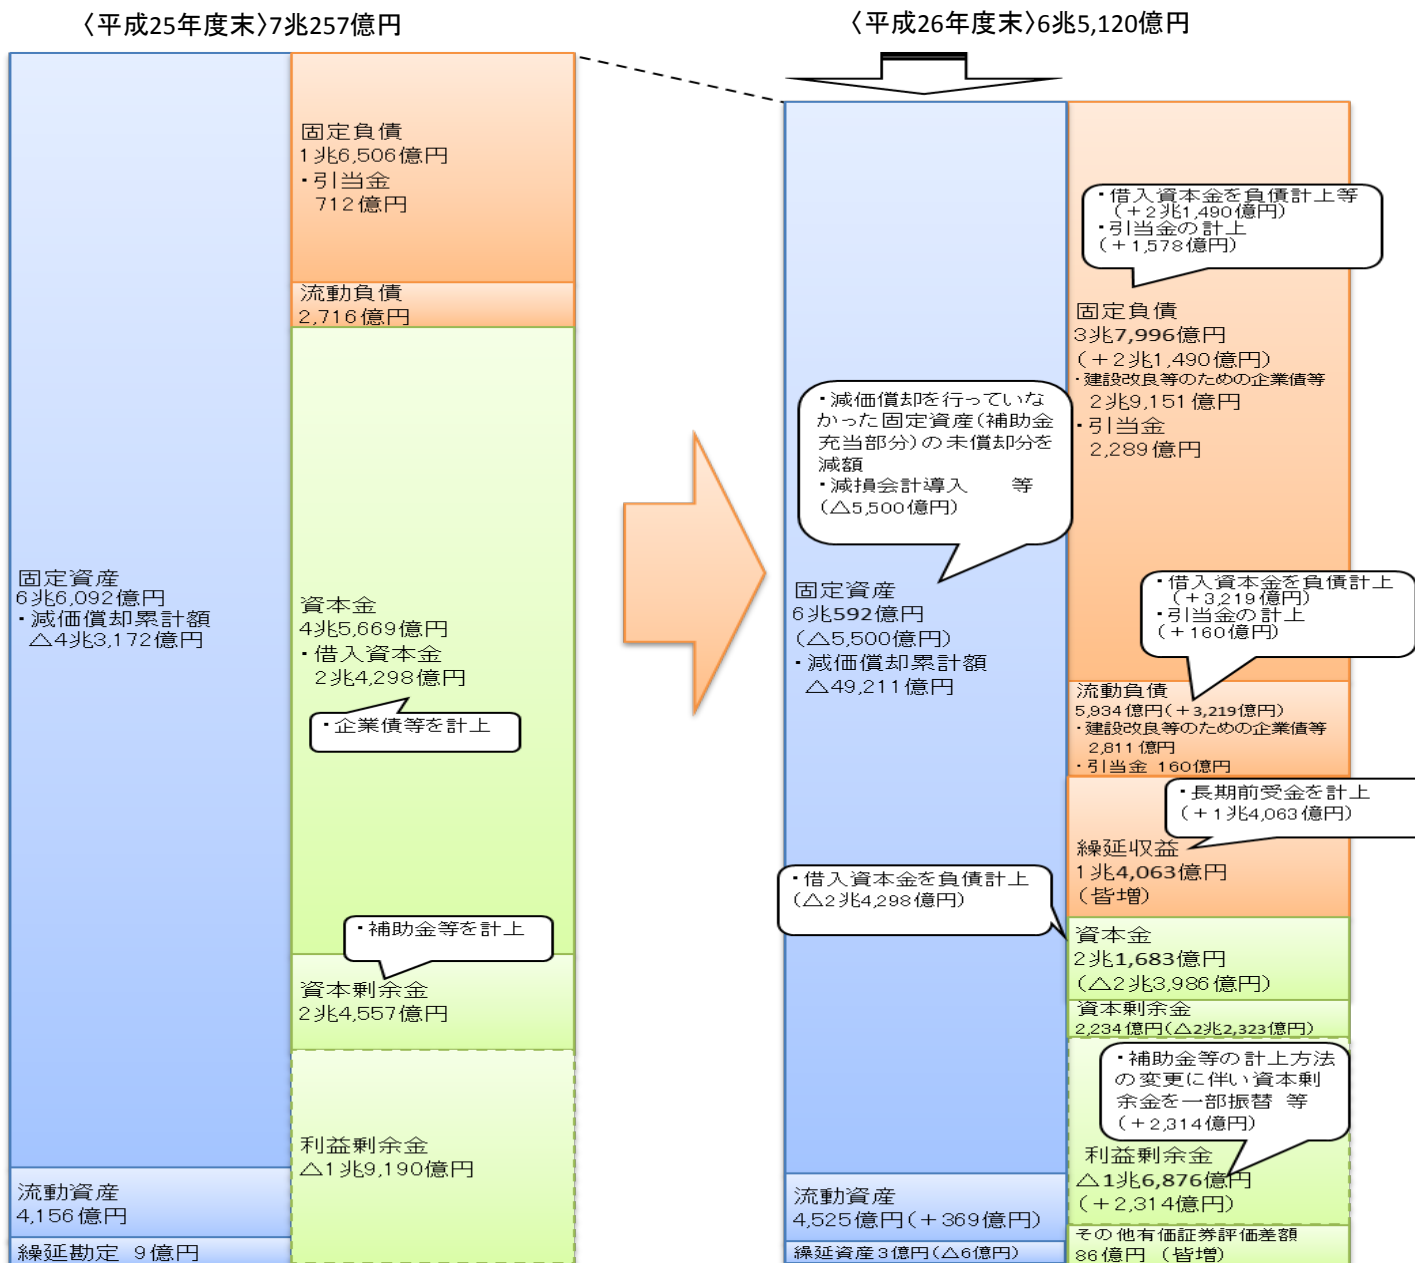 〈平成25年度末〉7兆257億円
固定資産
6兆6,092億円
・減価償却累計額
△4兆3,172億円
流動資産
4,156億円
繰延勘定 9億円
固定負債
1兆6,506億円
・引当金
712億円
流動負債
2,716億円
資本金
4兆5,669億円
・借入資本金
2兆4,298億円
・企業債等を計上
・補助金等を計上
資本剰余金
2兆4,557億円
利益剰余金
△1兆9,190億円
〈平成26年度末〉6兆5,120億円
・減価償却を行っていな
かった固定資産(補助金
充当部分)の未償却分を
減額
・減損会計導入 等
(△5,500億円)
固定資産
6兆592億円
(△5,500億円)
・減価償却累計額
△49,211億円
・借入資本金を負債計上
(△2兆4,298億円)
流動資産
4,525億円(+369億円)
繰延資産3億円(△6億円)
・借入資本金を負債計上等
(+2兆1,490億円)
・引当金の計上
(+1,578億円)
固定負債
3兆7,996億円
(+2兆1,490億円)
・建設改良等のための企業債等
2兆9,151億円
・引当金
2,289億円
・借入資本金を負債計上
(+3,219億円)
・引当金の計上
(+160億円)
流動負債
5,934億円(+3,219億円)
・建設改良等のための企業債等
2,811億円
・引当金 160億円
・長期前受金を計上
(+1兆4,063億円)
繰延収益
1兆4,063億円
(皆増)
資本金
2兆1,683億円
(△2兆3,986億円)
資本剰余金
2,234億円(△2兆2,323億円)
・補助金等の計上方法
の変更に伴い資本剰
余金を一部振替 等
(+2,314億円)
利益剰余金
△1兆6,876億円
(+2,314億円)
その他有価証券評価差額
86億円 (皆増)